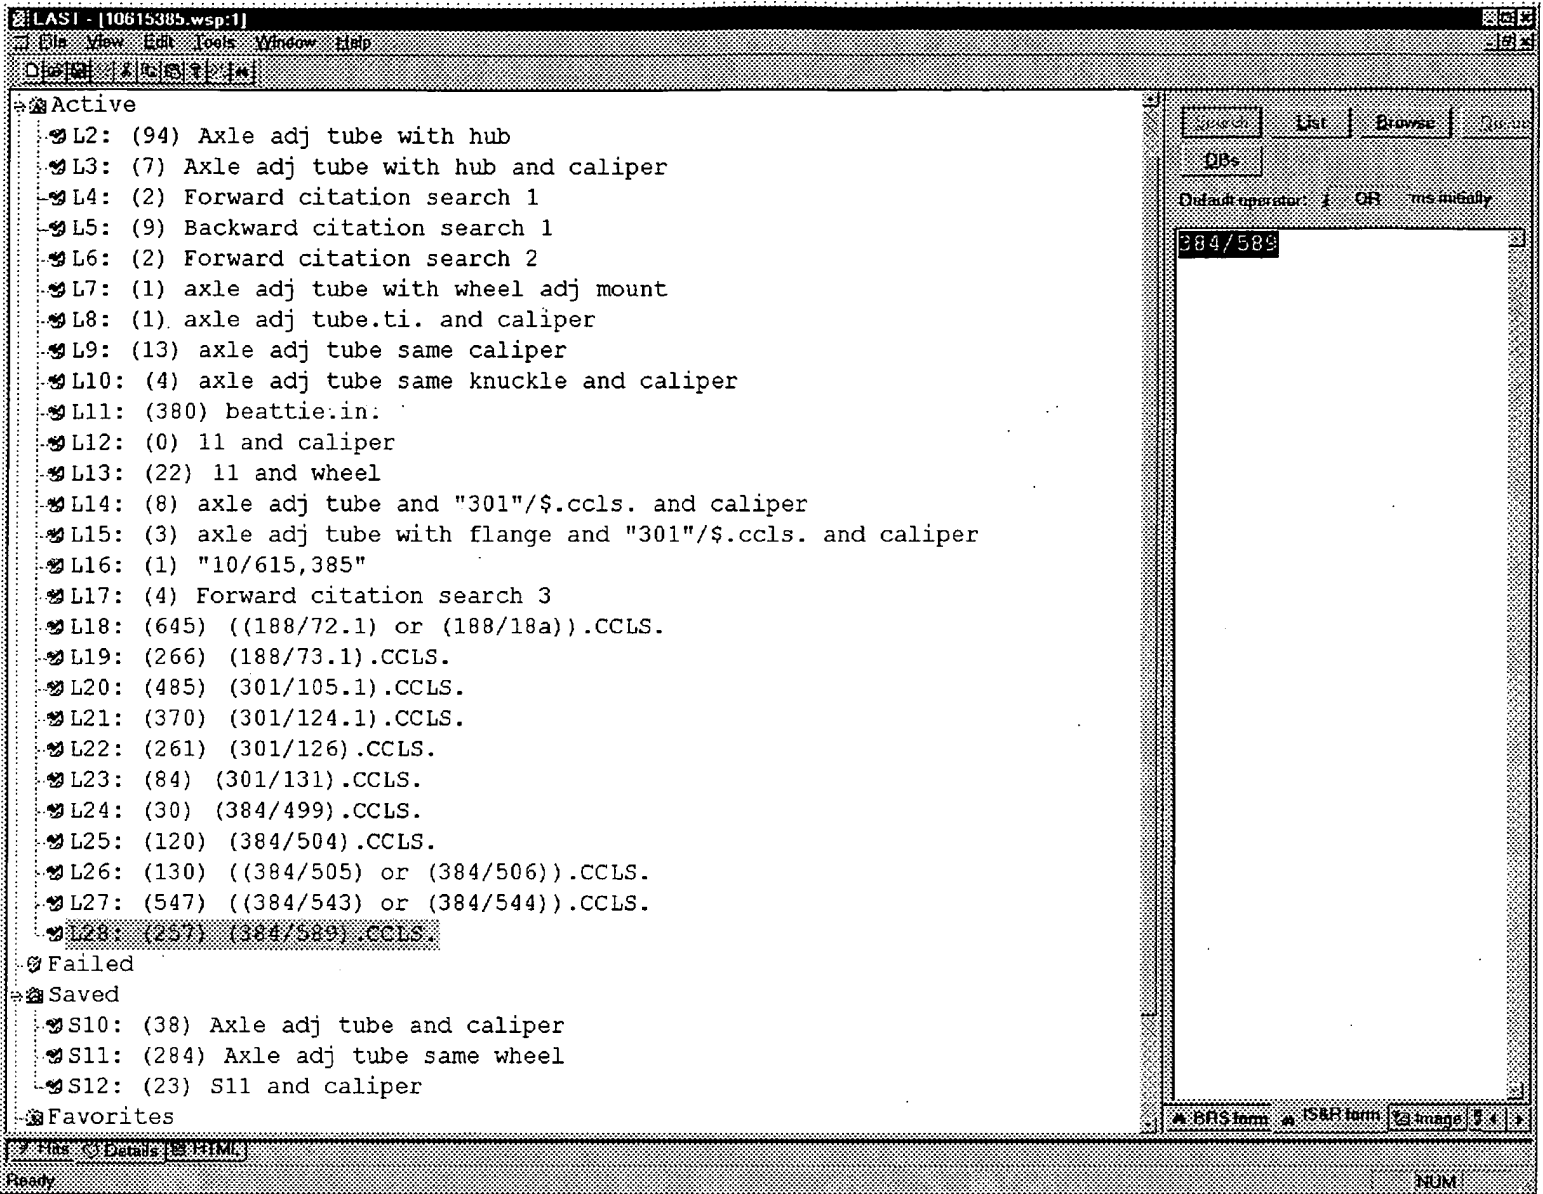 LAST - [10615385.wsp:1]
File View Edit Tools Window Help
Active
L2: (94) Axle adj tube with hub
L3: (7) Axle adj tube with hub and caliper
L4: (2) Forward citation search 1
L5: (9) Backward citation search 1
L6: (2) Forward citation search 2
L7: (1) axle adj tube with wheel adj mount
L8: (1) axle adj tube.ti. and caliper
L9: (13) axle adj tube same caliper
L10: (4) axle adj tube same knuckle and caliper
L11: (380) beattie.in.
L12: (0) 11 and caliper
L13: (22) 11 and wheel
L14: (8) axle adj tube and "301"/$.ccls. and caliper
L15: (3) axle adj tube with flange and "301"/$.ccls. and caliper
L16: (1) "10/615,385"
L17: (4) Forward citation search 3
L18: (645) ((188/72.1) or (188/18a)).CCLS.
L19: (266) (188/73.1).CCLS.
L20: (485) (301/105.1).CCLS.
L21: (370) (301/124.1).CCLS.
L22: (261) (301/126).CCLS.
L23: (84) (301/131).CCLS.
L24: (30) (384/499).CCLS.
L25: (120) (384/504).CCLS.
L26: (130) ((384/505) or (384/506)).CCLS.
L27: (547) ((384/543) or (384/544)).CCLS.
L28: (257) (384/589).CCLS.
Failed
Saved
S10: (38) Axle adj tube and caliper
S11: (284) Axle adj tube same wheel
S12: (23) S11 and caliper
Favorites
Search List Browse
DBs
Default operator: OR
384/589
BRS form IS&R form Image
Hits Details HTML
Ready NUM